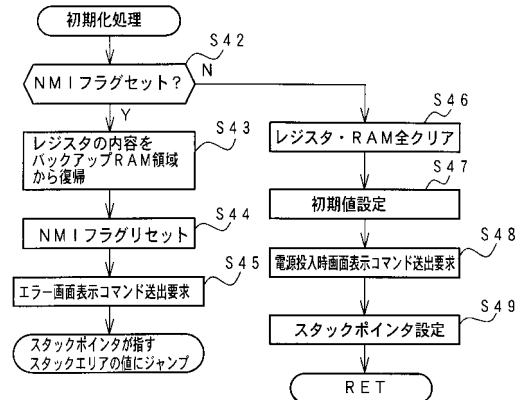 初期化処理
S42
NMIフラグセット?
N
Y
S43
レジスタの内容を
バックアップRAM領域
から復帰
S44
NMIフラグリセット
S45
エラー画面表示コマンド送出要求
スタックポインタが指す
スタックエリアの値にジャンプ
S46
レジスタ・RAM全クリア
S47
初期値設定
S48
電源投入時画面表示コマンド送出要求
S49
スタックポインタ設定
RET